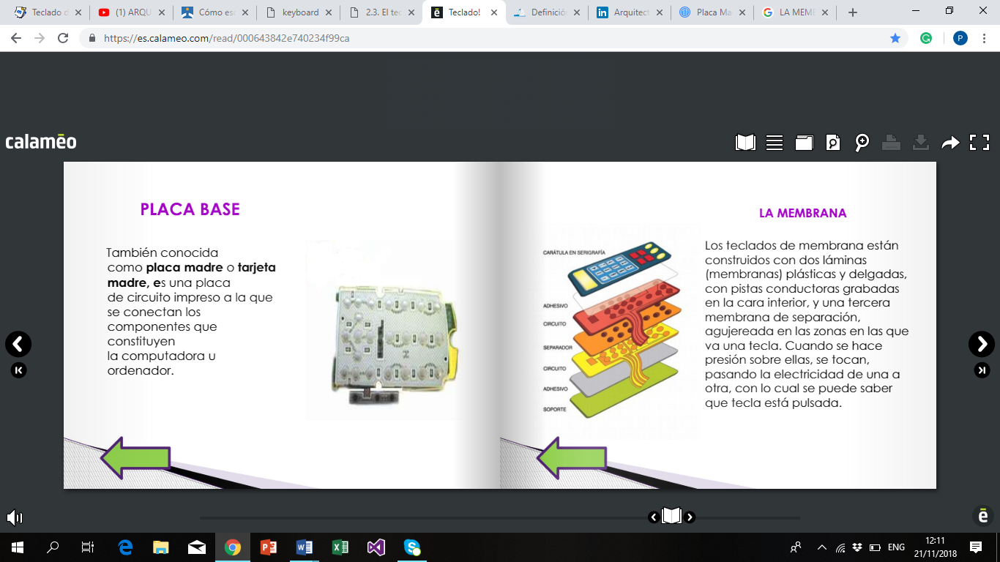 Teclado d
(1) ARQU
Cómo esc
keyboard
2.3. El tec
Teclado!
Definició
Arquitect
Placa Ma
LA MEMB
https://es.calameo.com/read/000643842e740234f99ca
P
calamēo
PLACA BASE
También conocida
como placa madre o tarjeta
madre, es una placa
de circuito impreso a la que
se conectan los
componentes que
constituyen
la computadora u
ordenador.
CARÁTULA EN SERIGRAFÍA
ADHESIVO
CIRCUITO
SEPARADOR
CIRCUITO
ADHESIVO
SOPORTE
LA MEMBRANA
Los teclados de membrana están
construidos con dos láminas
(membranas) plásticas y delgadas,
con pistas conductoras grabadas
en la cara interior, y una tercera
membrana de separación,
agujereada en las zonas en las que
va una tecla. Cuando se hace
presión sobre ellas, se tocan,
pasando la electricidad de una a
otra, con lo cual se puede saber
que tecla está pulsada.
ē
ENG
12:11
21/11/2018